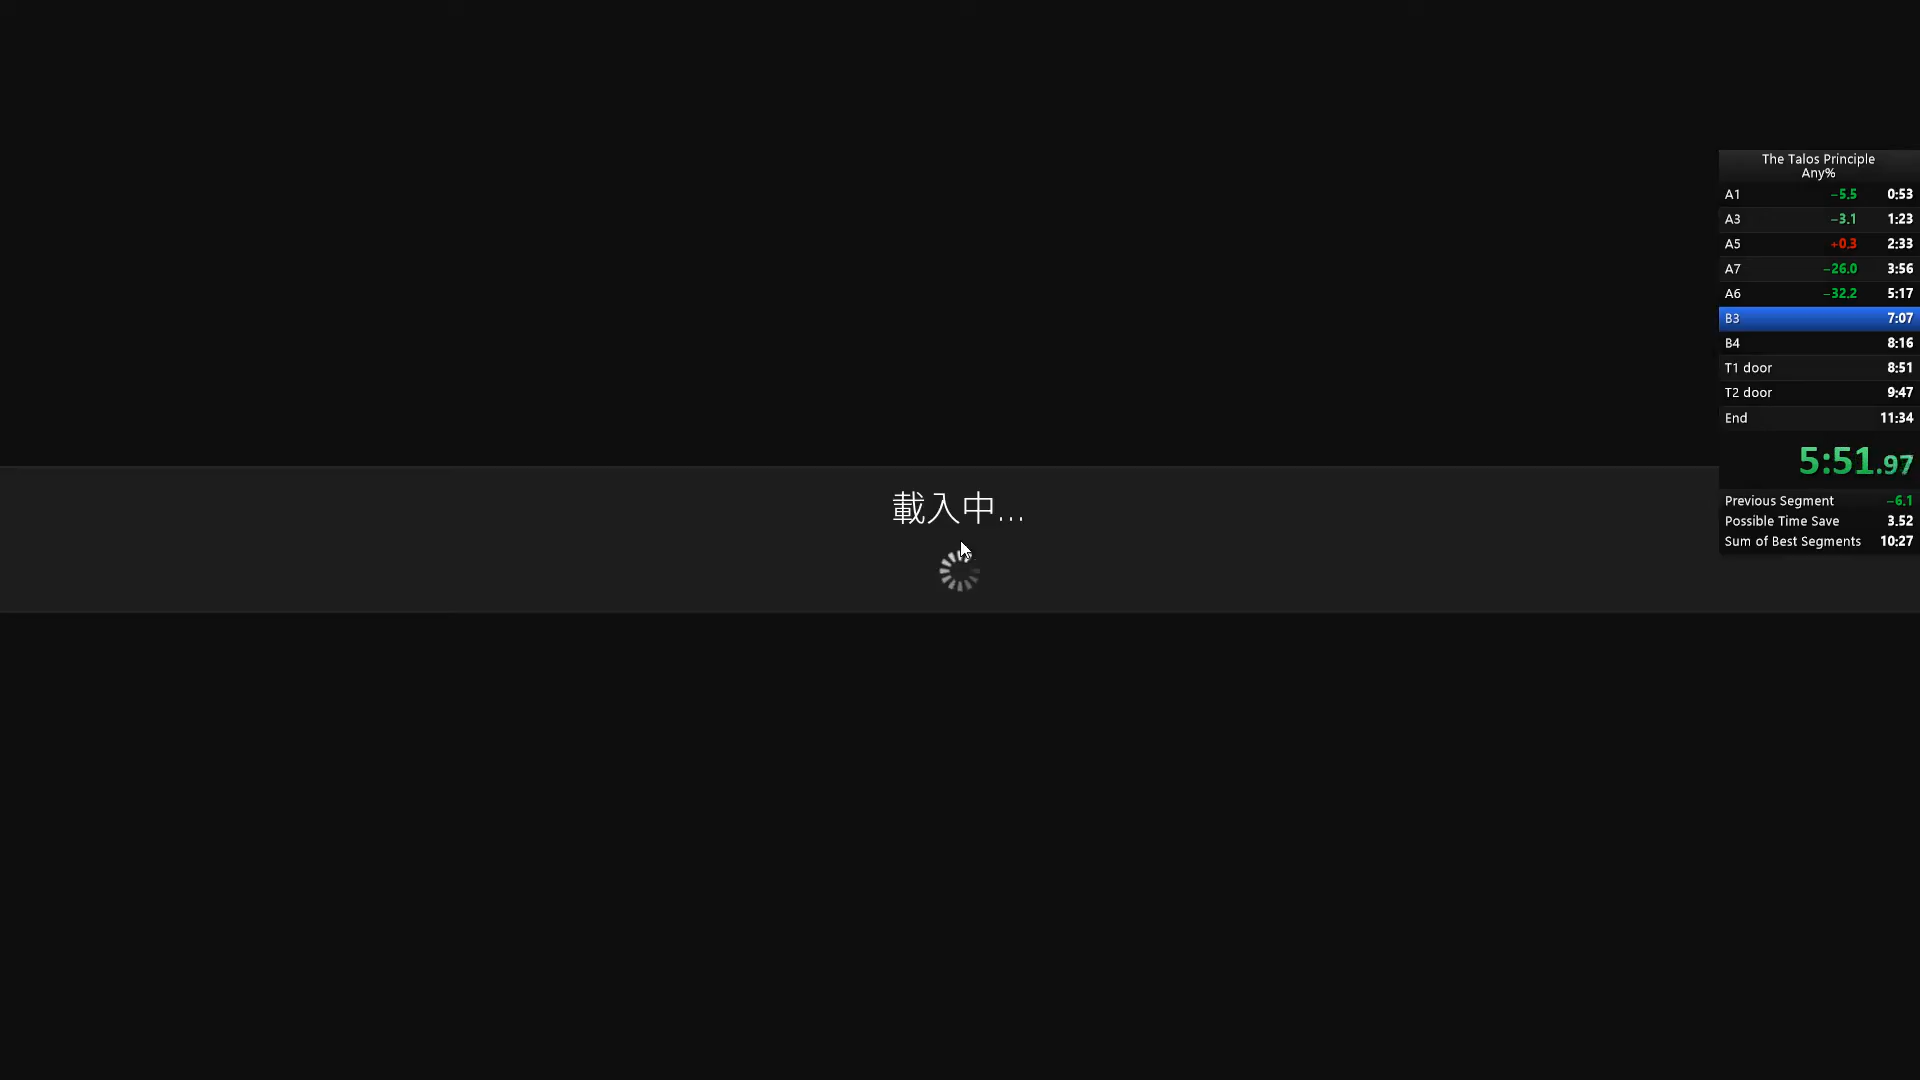 The Talos Principle
Any%
A1 −5.5 0:53
A3 −3.1 1:23
A5 +0.3 2:33
A7 −26.0 3:56
A6 −32.2 5:17
B3 7:07
B4 8:16
T1 door 8:51
T2 door 9:47
End 11:34
5:51.97
載入中...
Previous Segment −6.1
Possible Time Save 3.52
Sum of Best Segments 10:27